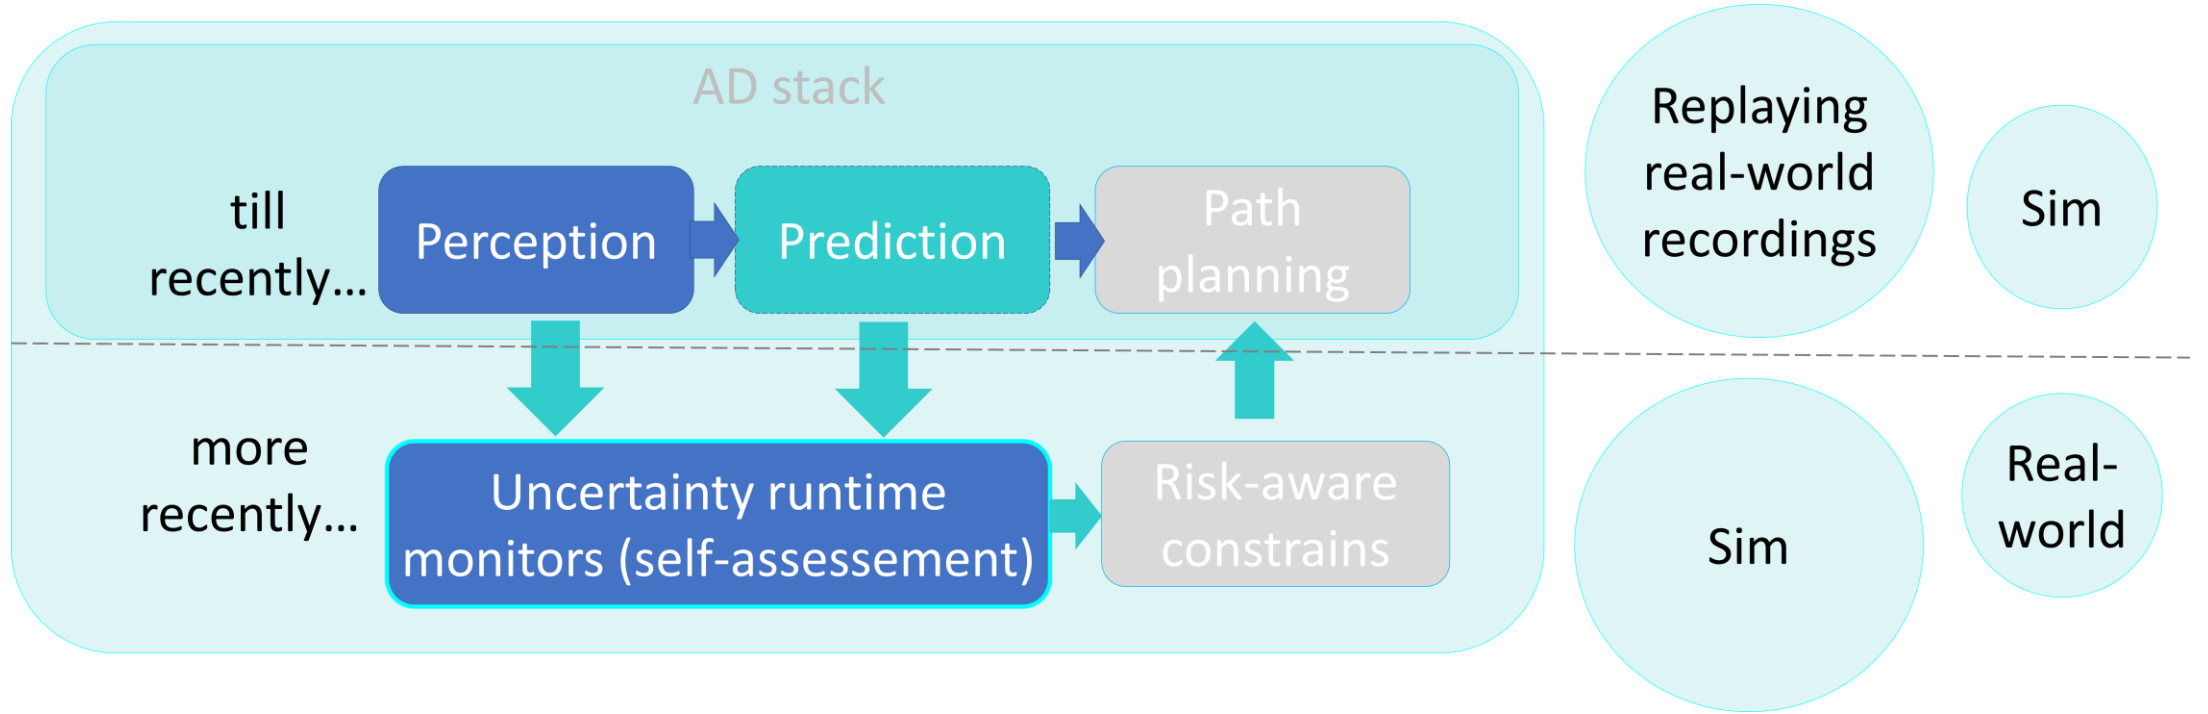 AD stack
till
recently...
Perception
Prediction
Path
planning
Replaying
real-world
recordings
Sim
more
recently...
Uncertainty runtime
monitors (self-assessement)
Risk-aware
constrains
Sim
Real-
world